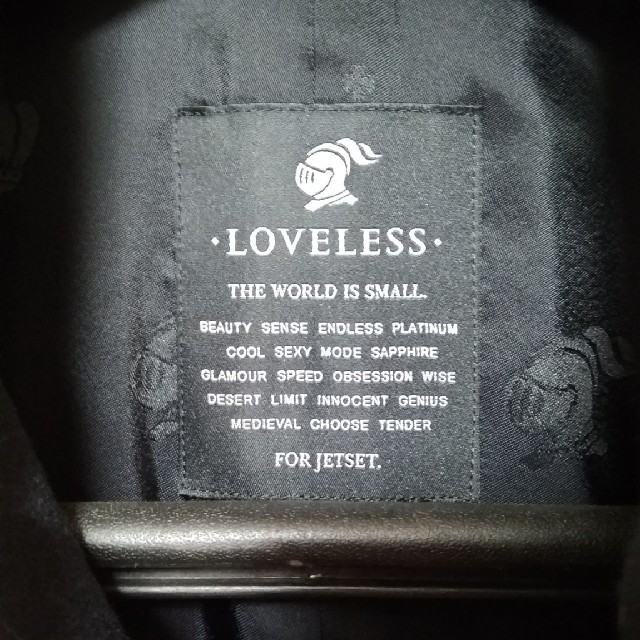 ·LOVELESS·
THE WORLD IS SMALL.
BEAUTY SENSE ENDLESS PLATINUM
COOL SEXY MODE SAPPHIRE
GLAMOUR SPEED OBSESSION WISE
DESERT LIMIT INNOCENT GENIUS
MEDIEVAL CHOOSE TENDER
FOR JETSET.